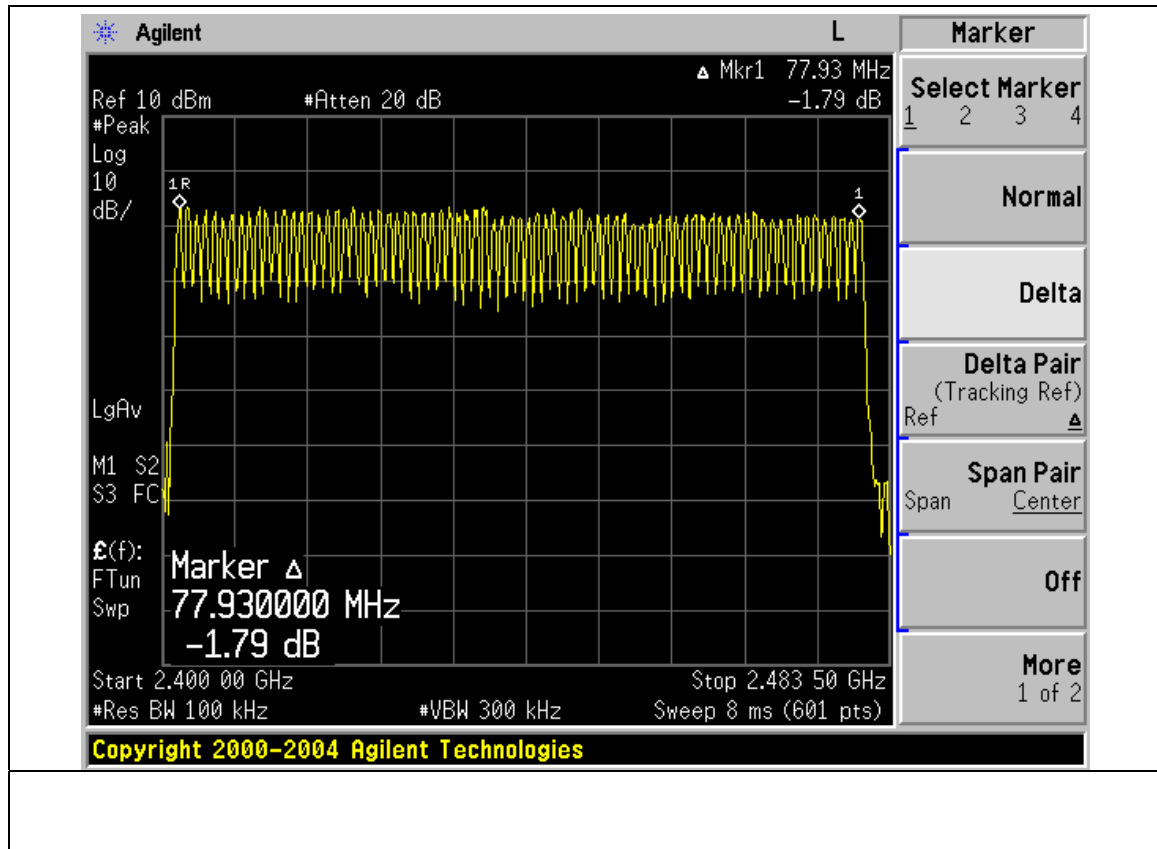 Agilent L Marker
Δ Mkr1 77.93 MHz
Ref 10 dBm #Atten 20 dB -1.79 dB
#Peak
Log
10
dB/
1R
1
LgAv
M1 S2
S3 FC
£(f):
FTun
Swp
Marker Δ
77.930000 MHz
-1.79 dB
Start 2.400 00 GHz Stop 2.483 50 GHz
#Res BW 100 kHz #VBW 300 kHz Sweep 8 ms (601 pts)
Copyright 2000-2004 Agilent Technologies
Select Marker
1 2 3 4
Normal
Delta
Delta Pair
(Tracking Ref)
Ref Δ
Span Pair
Span Center
Off
More
1 of 2